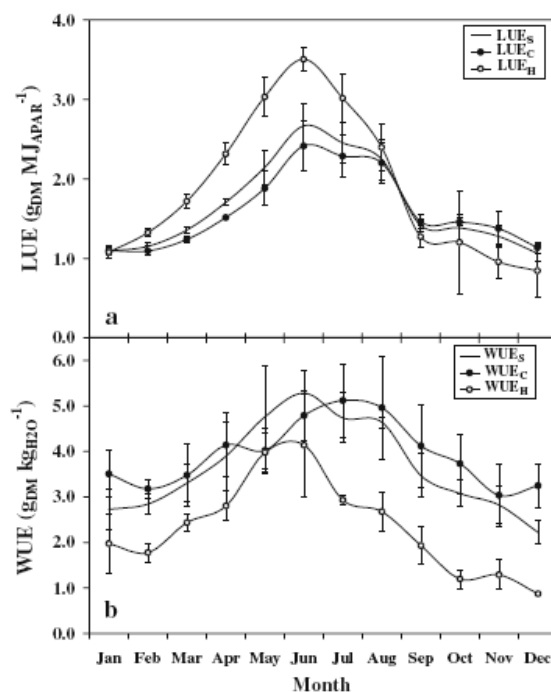 4.0
3.0
2.0
1.0
0.0
LUE (gDM MJAPAR-1)
LUES
LUEC
LUEH
a
6.0
5.0
4.0
3.0
2.0
1.0
0.0
WUE (gDM kgH2O-1)
WUES
WUEC
WUEH
b
Jan Feb Mar Apr May Jun Jul Aug Sep Oct Nov Dec
Month